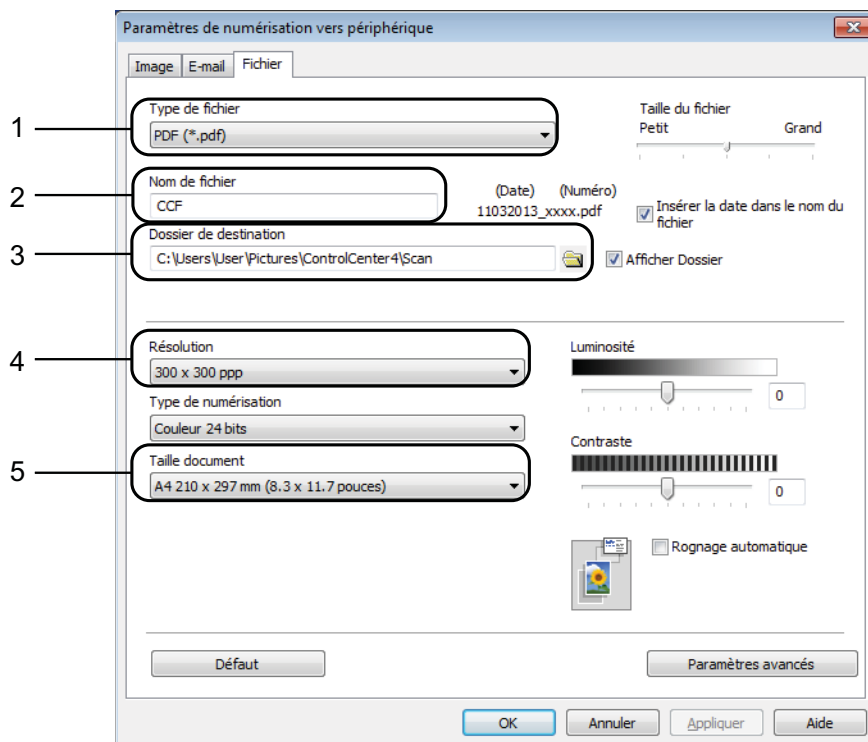 Paramètres de numérisation vers périphérique
Image E-mail Fichier
1
Type de fichier
PDF (*.pdf)
Taille du fichier
Petit Grand
2
Nom de fichier
CCF
(Date) (Numéro)
11032013_xxxx.pdf
Insérer la date dans le nom du
fichier
3
Dossier de destination
C:\Users\User\Pictures\ControlCenter4\Scan
Afficher Dossier
4
Résolution
300 x 300 ppp
Luminosité
0
Type de numérisation
Couleur 24 bits
Contraste
0
5
Taille document
A4 210 x 297 mm (8.3 x 11.7 pouces)
Rognage automatique
Défaut
Paramètres avancés
OK Annuler Appliquer Aide